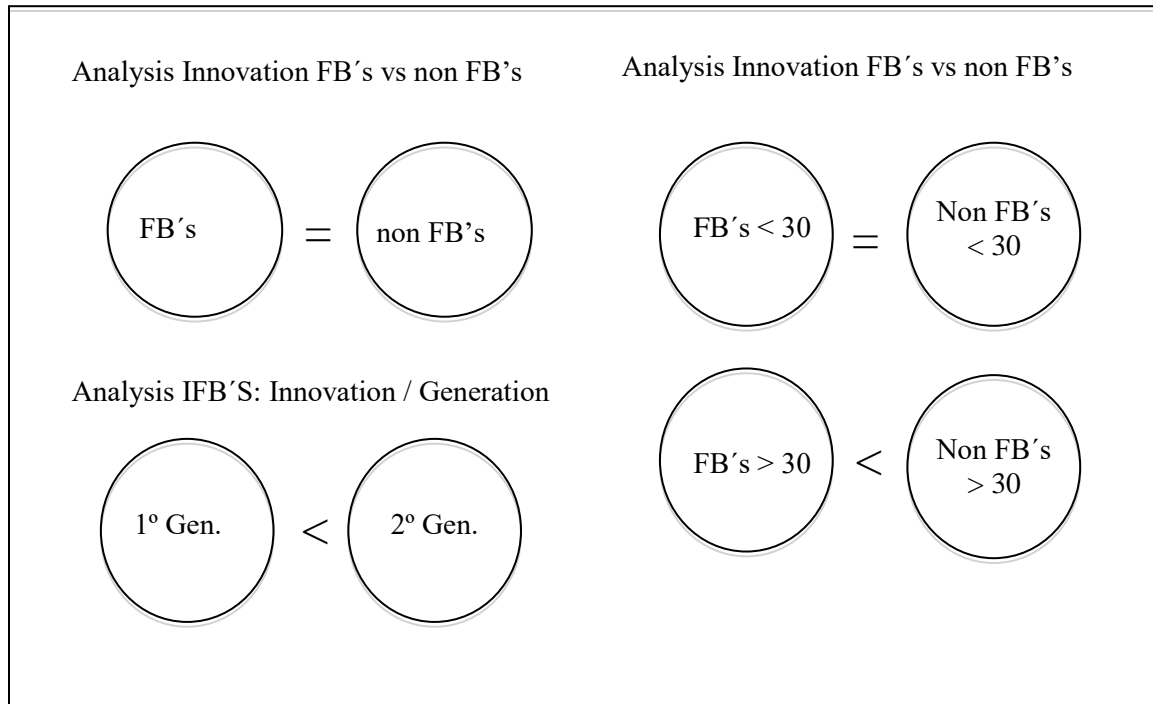 Analysis Innovation FB´s vs non FB’s
FB´s
=
non FB’s
Analysis IFB´S: Innovation / Generation
1º Gen.
<
2º Gen.
Analysis Innovation FB´s vs non FB’s
FB´s < 30
=
Non FB´s
< 30
FB´s > 30
<
Non FB´s
> 30